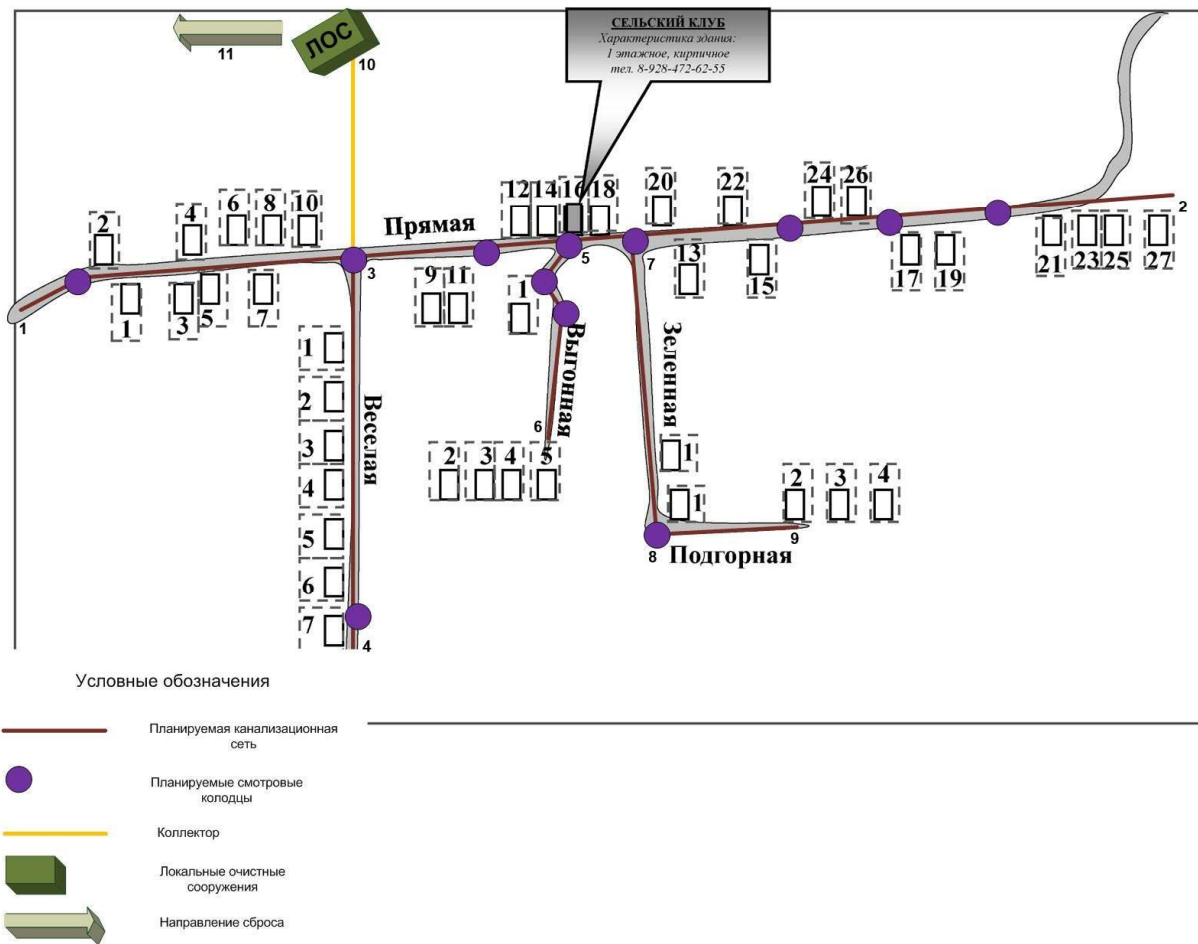 СЕЛЬСКИЙ КЛУБ
Характеристика здания:
1 этажное, кирпичное
тел. 8-928-472-62-55
ЛОС
11
10
2
4
6
8
10
Прямая
12
14
16
18
20
22
24
26
2
1
1
3
5
7
3
9
11
1
5
7
13
15
17
19
21
23
25
27
1
2
3
4
5
6
7
Веселая
4
Выгонная
6
2
3
4
5
Зеленная
1
1
2
3
4
8
9
Подгорная
Условные обозначения
Планируемая канализационная
сеть
Планируемые смотровые
колодцы
Коллектор
Локальные очистные
сооружения
Направление сброса